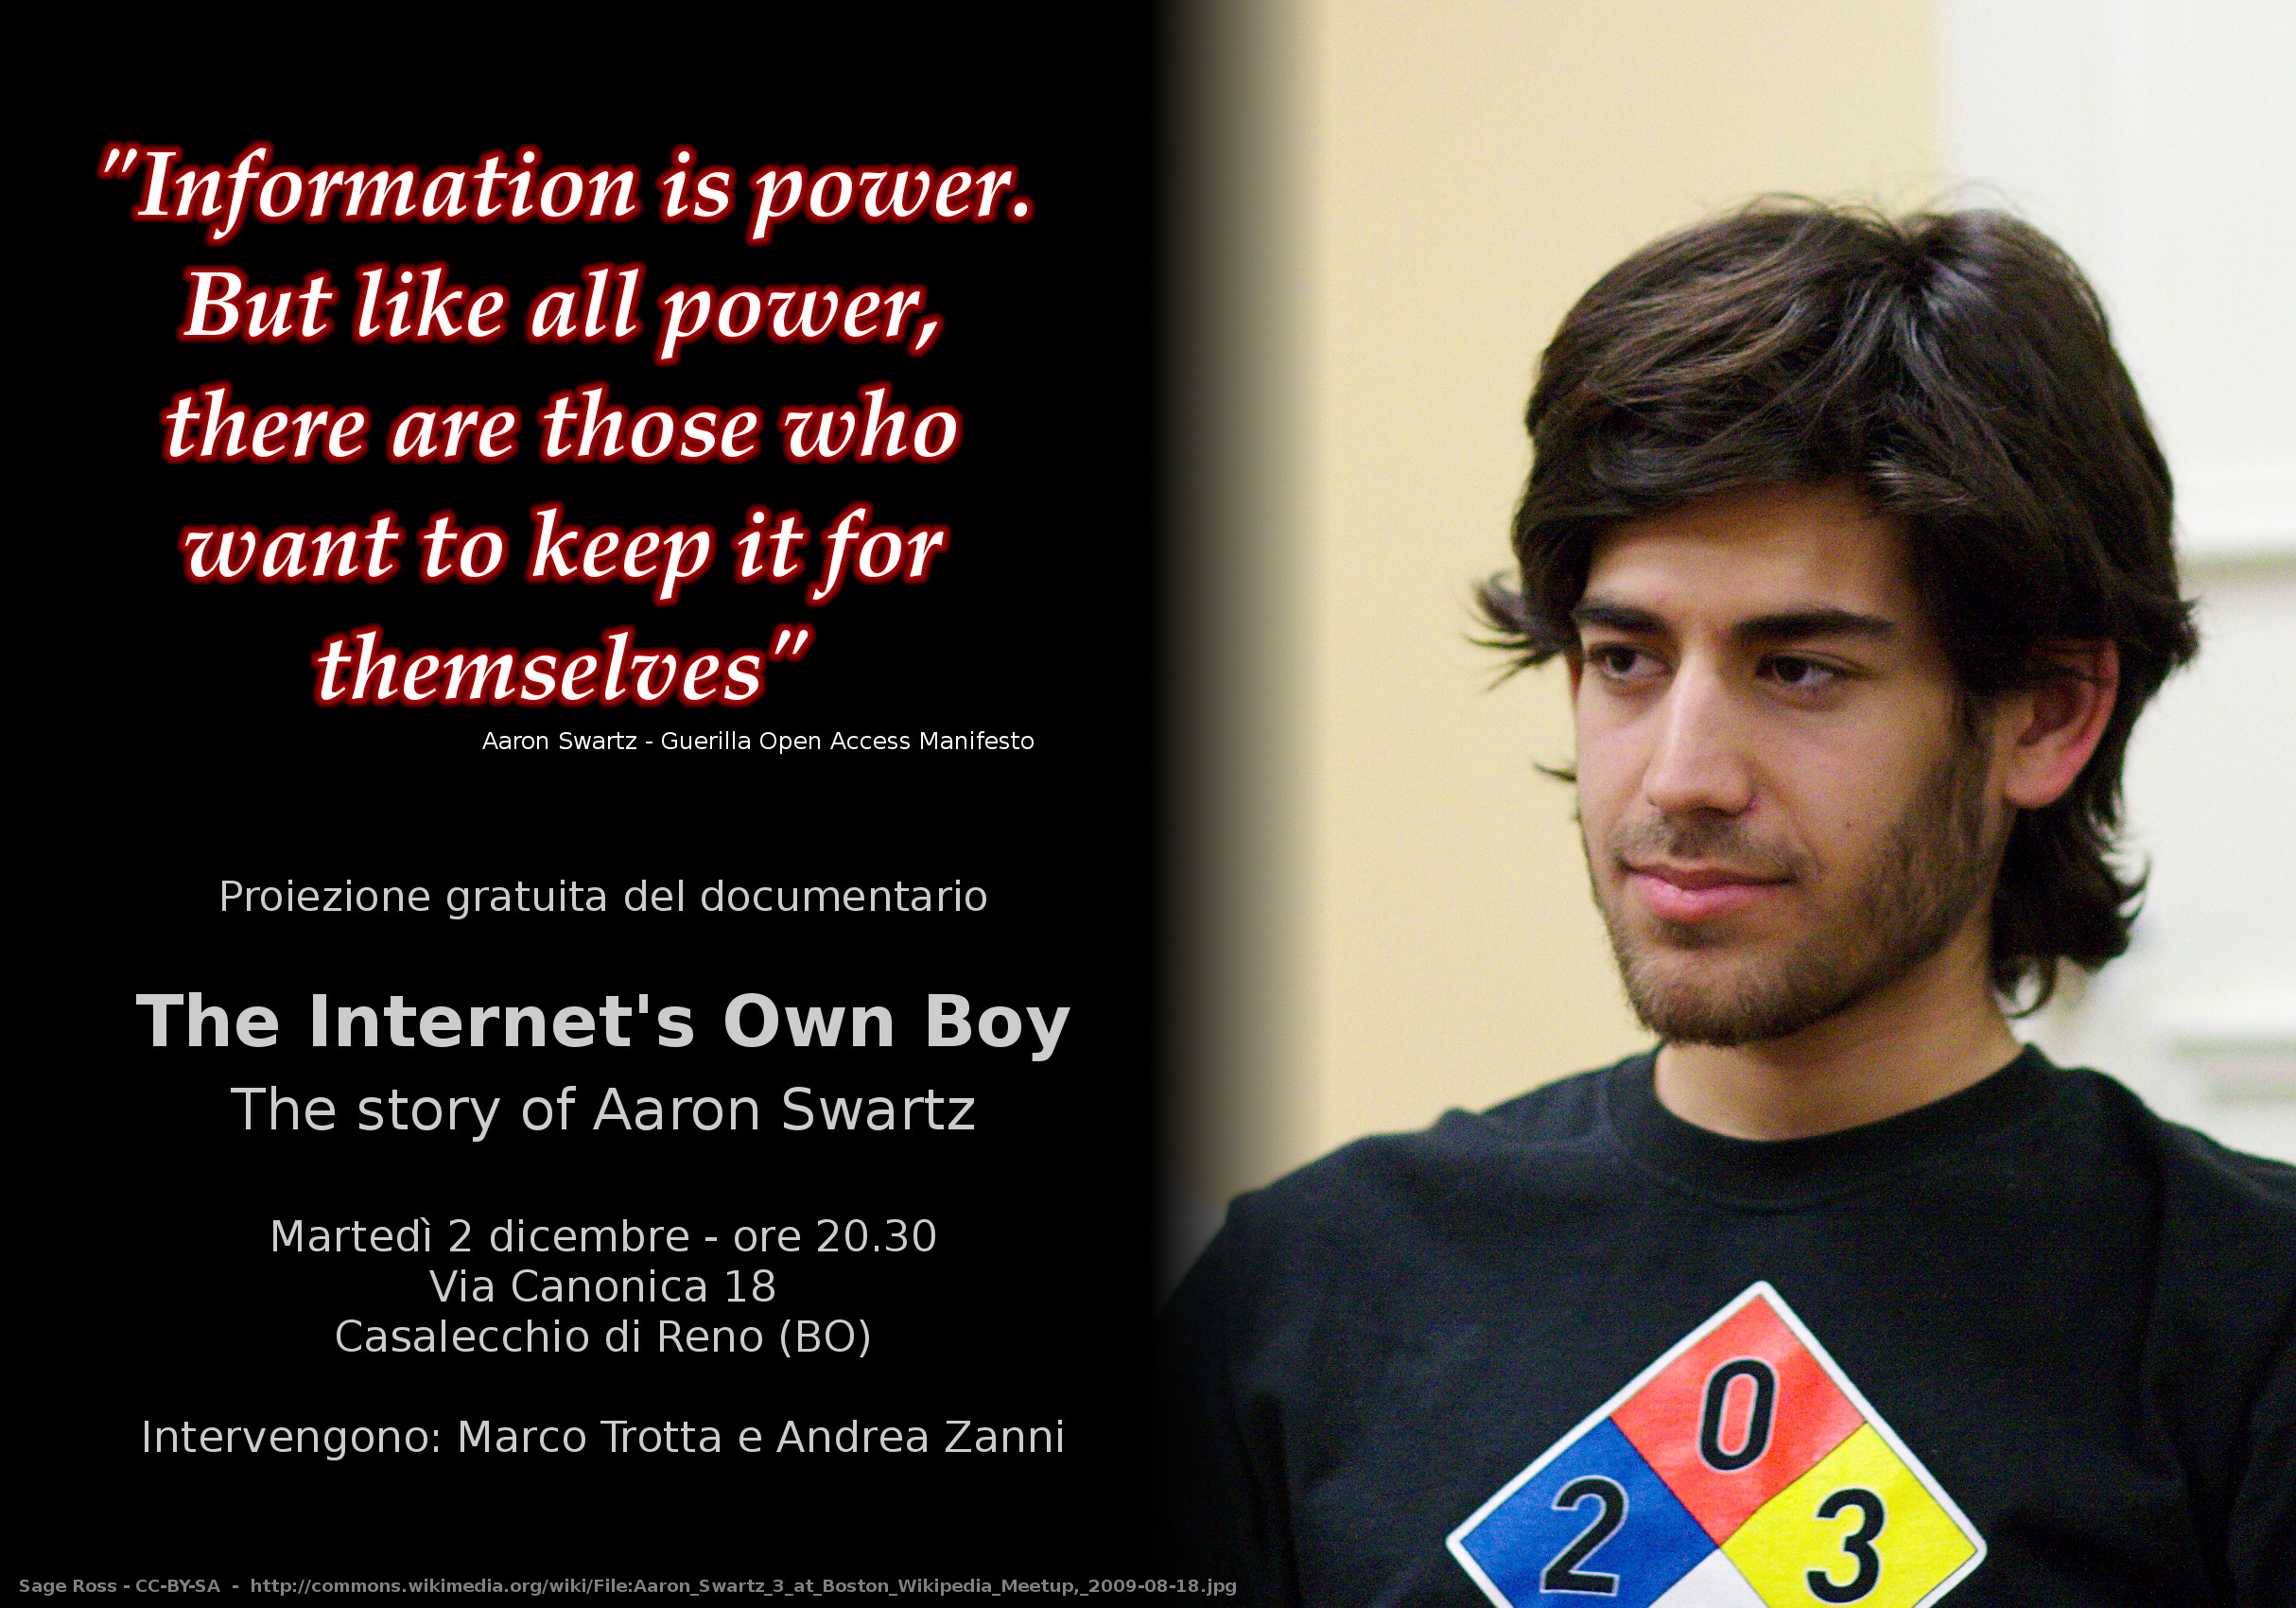 "Information is power.
But like all power,
there are those who
want to keep it for
themselves"
Aaron Swartz - Guerilla Open Access Manifesto
Proiezione gratuita del documentario
The Internet's Own Boy
The story of Aaron Swartz
Martedì 2 dicembre - ore 20.30
Via Canonica 18
Casalecchio di Reno (BO)
Intervengono: Marco Trotta e Andrea Zanni
0
2
3
Sage Ross - CC-BY-SA - http://commons.wikimedia.org/wiki/File:Aaron_Swartz_3_at_Boston_Wikipedia_Meetup,_2009-08-18.jpg